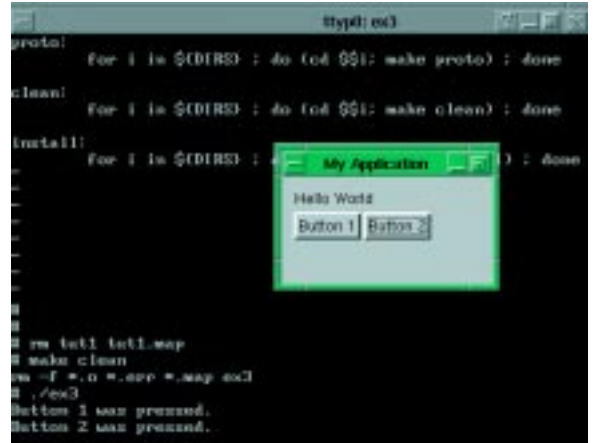 ttyp0: ex3
proto:
for i in $(DIRS) ; do (cd $$i; make proto) ; done
clean:
for i in $(DIRS) ; do (cd $$i; make clean) ; done
install:
for i in $(DIRS) ; ) ; done
My Application
Hello World
Button 1 Button 2
~
~
~
~
~
~
~
#
#
# rm tut1 tut1.map
# make clean
rm -f *.o *.err *.map ex3
# ./ex3
Button 1 was pressed.
Button 2 was pressed.